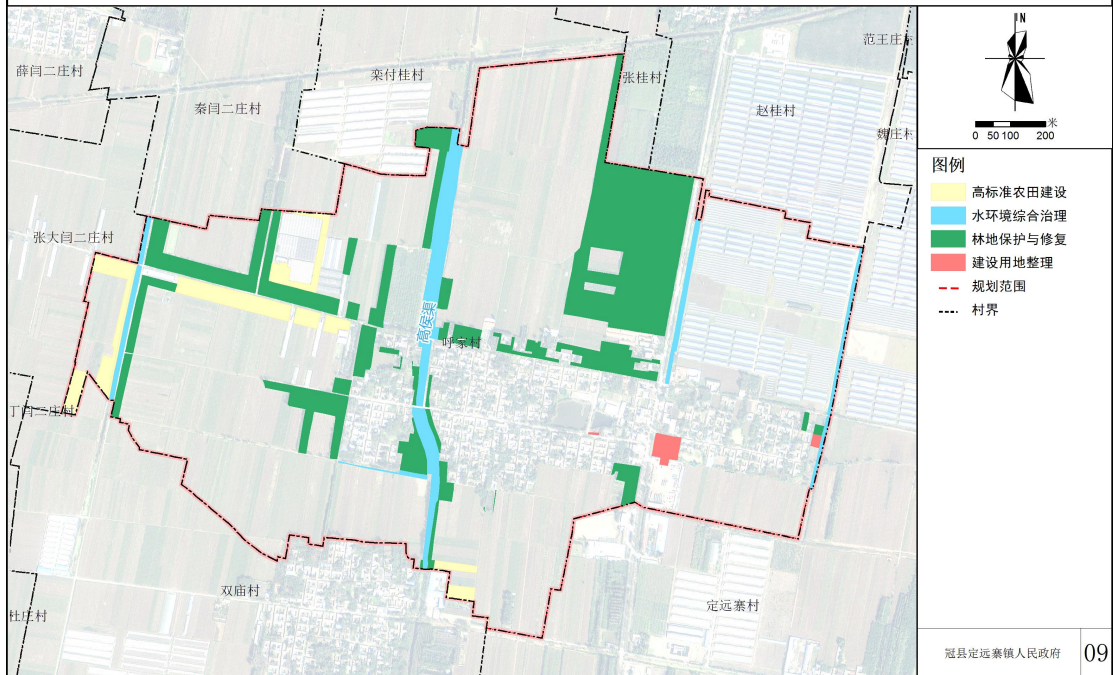 范王庄村
薛闫二庄村
栾付桂村
张桂村
秦闫二庄村
赵桂村
魏庄村
张大闫二庄村
高侯渠
呼家村
丁闫二庄村
双庙村
定远寨村
杜庄村
N
0 50 100 200 米
图例
高标准农田建设
水环境综合治理
林地保护与修复
建设用地整理
规划范围
村界
冠县定远寨镇人民政府
09